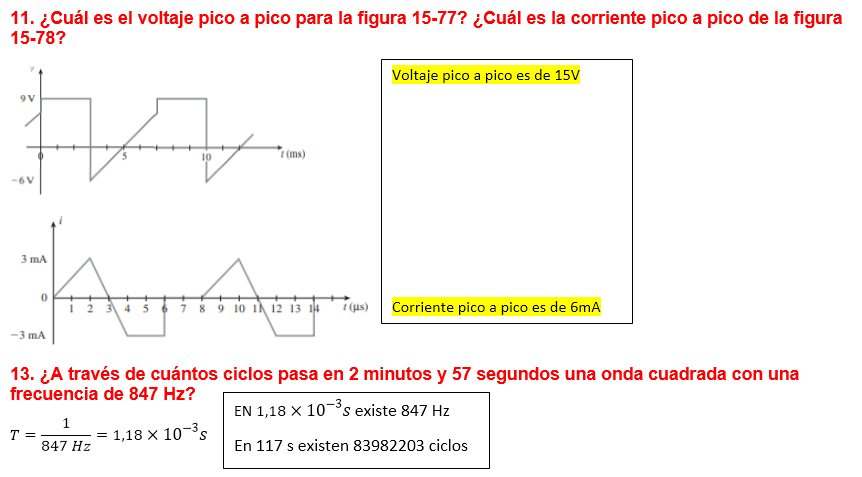 11. ¿Cuál es el voltaje pico a pico para la figura 15-77? ¿Cuál es la corriente pico a pico de la figura
15-78?
v
9 V
0
5
10
t (ms)
−6 V
Voltaje pico a pico es de 15V
i
3 mA
0
1 2 3 4 5 6 7 8 9 10 11 12 13 14
t (μs)
−3 mA
Corriente pico a pico es de 6mA
13. ¿A través de cuántos ciclos pasa en 2 minutos y 57 segundos una onda cuadrada con una
frecuencia de 847 Hz?
T = 1/847 Hz = 1,18 × 10⁻³s
EN 1,18 × 10⁻³s existe 847 Hz
En 117 s existen 83982203 ciclos